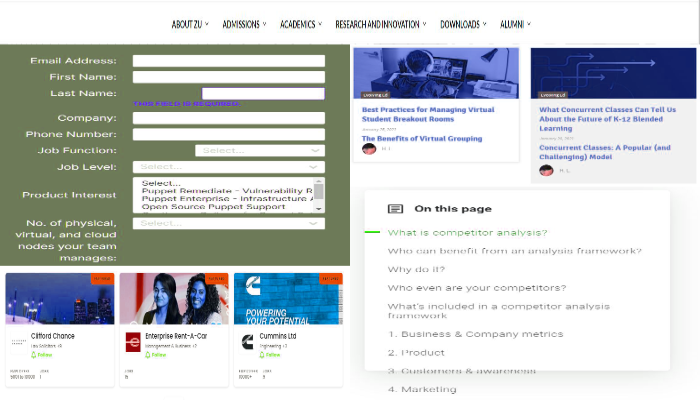 ABOUT ZU
ADMISSIONS
ACADEMICS
RESEARCH AND INNOVATION
DOWNLOADS
ALUMNI
Email Address:
First Name:
Last Name:
THIS FIELD IS REQUIRED.
Company:
Phone Number:
Job Function:
Select...
Job Level:
Select...
Product Interest
Select...
Puppet Remediate - Vulnerability R
Puppet Enterprise - Infrastructure A
Open Source Puppet Support
No. of physical,
virtual, and cloud
nodes your team
manages:
Select...
Best Practices for Managing Virtual
Student Breakout Rooms
The Benefits of Virtual Grouping
What Concurrent Classes Can Tell Us
About the Future of K-12 Blended
Learning
Concurrent Classes: A Popular (and
Challenging) Model
On this page
What is competitor analysis?
Who can benefit from an analysis framework?
Why do it?
Who even are your competitors?
What's included in a competitor analysis
framework
1. Business & Company metrics
2. Product
3. Customers & awareness
4. Marketing
Clifford Chance
Follow
Enterprise Rent-A-Car
Management & Business +2
Follow
POWERING
YOUR POTENTIAL
Cummins Ltd
Engineering +2
Follow